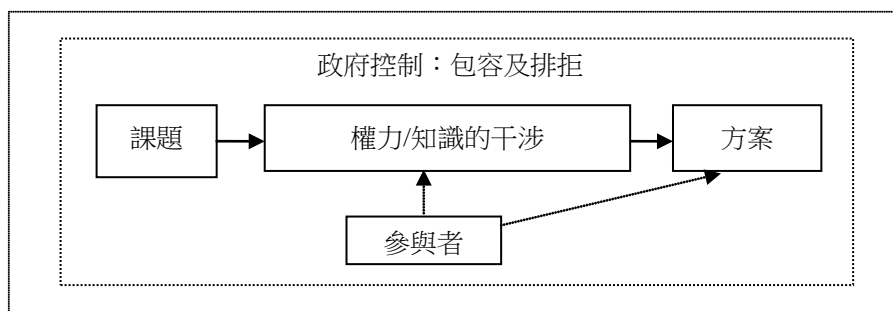 政府控制：包容及排拒
課題
權力/知識的干涉
方案
參與者